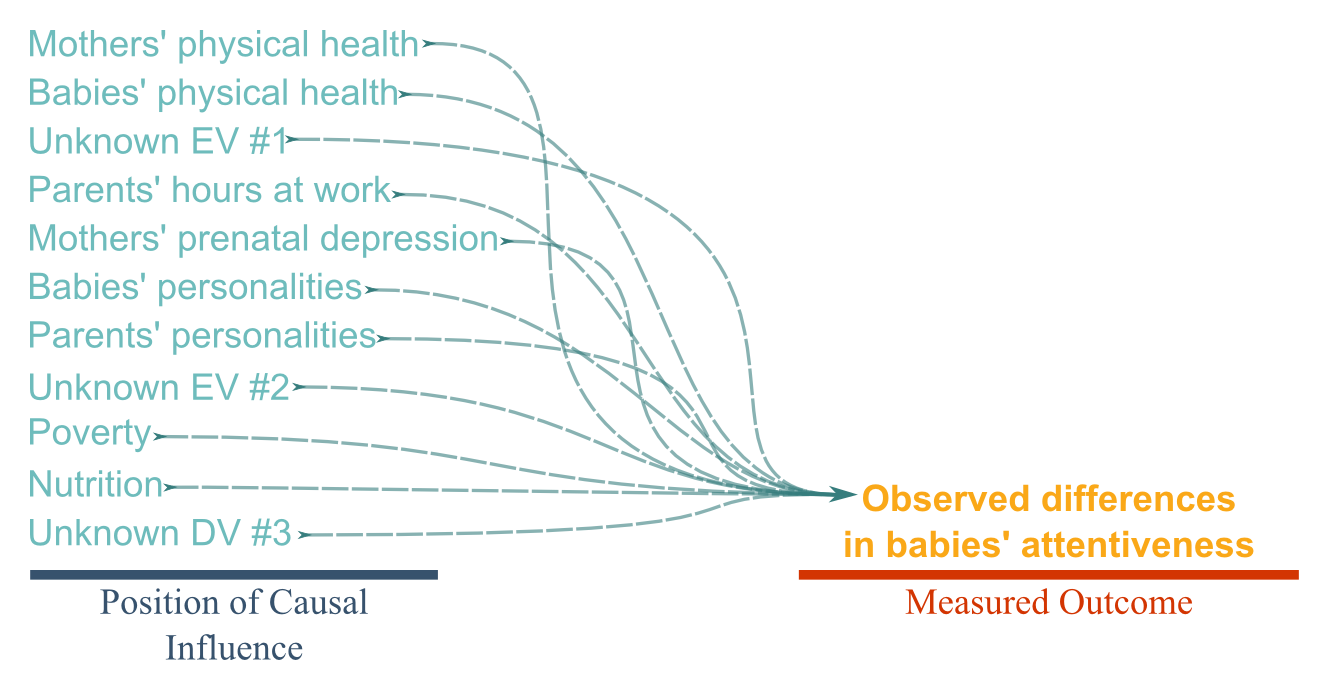 Mothers' physical health
Babies' physical health
Unknown EV #1
Parents' hours at work
Mothers' prenatal depression
Babies' personalities
Parents' personalities
Unknown EV #2
Poverty
Nutrition
Unknown DV #3
Observed differences
in babies' attentiveness
Position of Causal
Influence
Measured Outcome